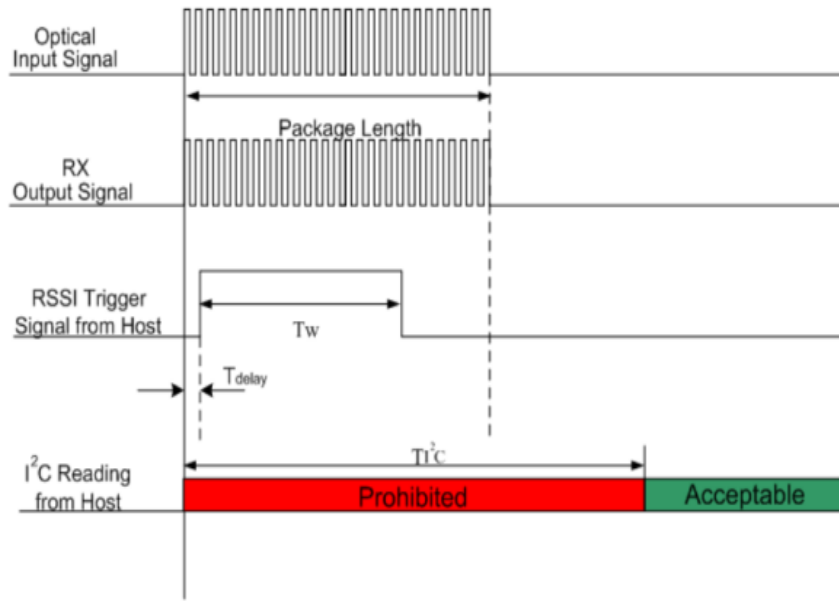 Optical
Input Signal
Package Length
RX
Output Signal
RSSI Trigger
Signal from Host
Tw
Tdelay
TI²C
I²C Reading
from Host
Prohibited
Acceptable